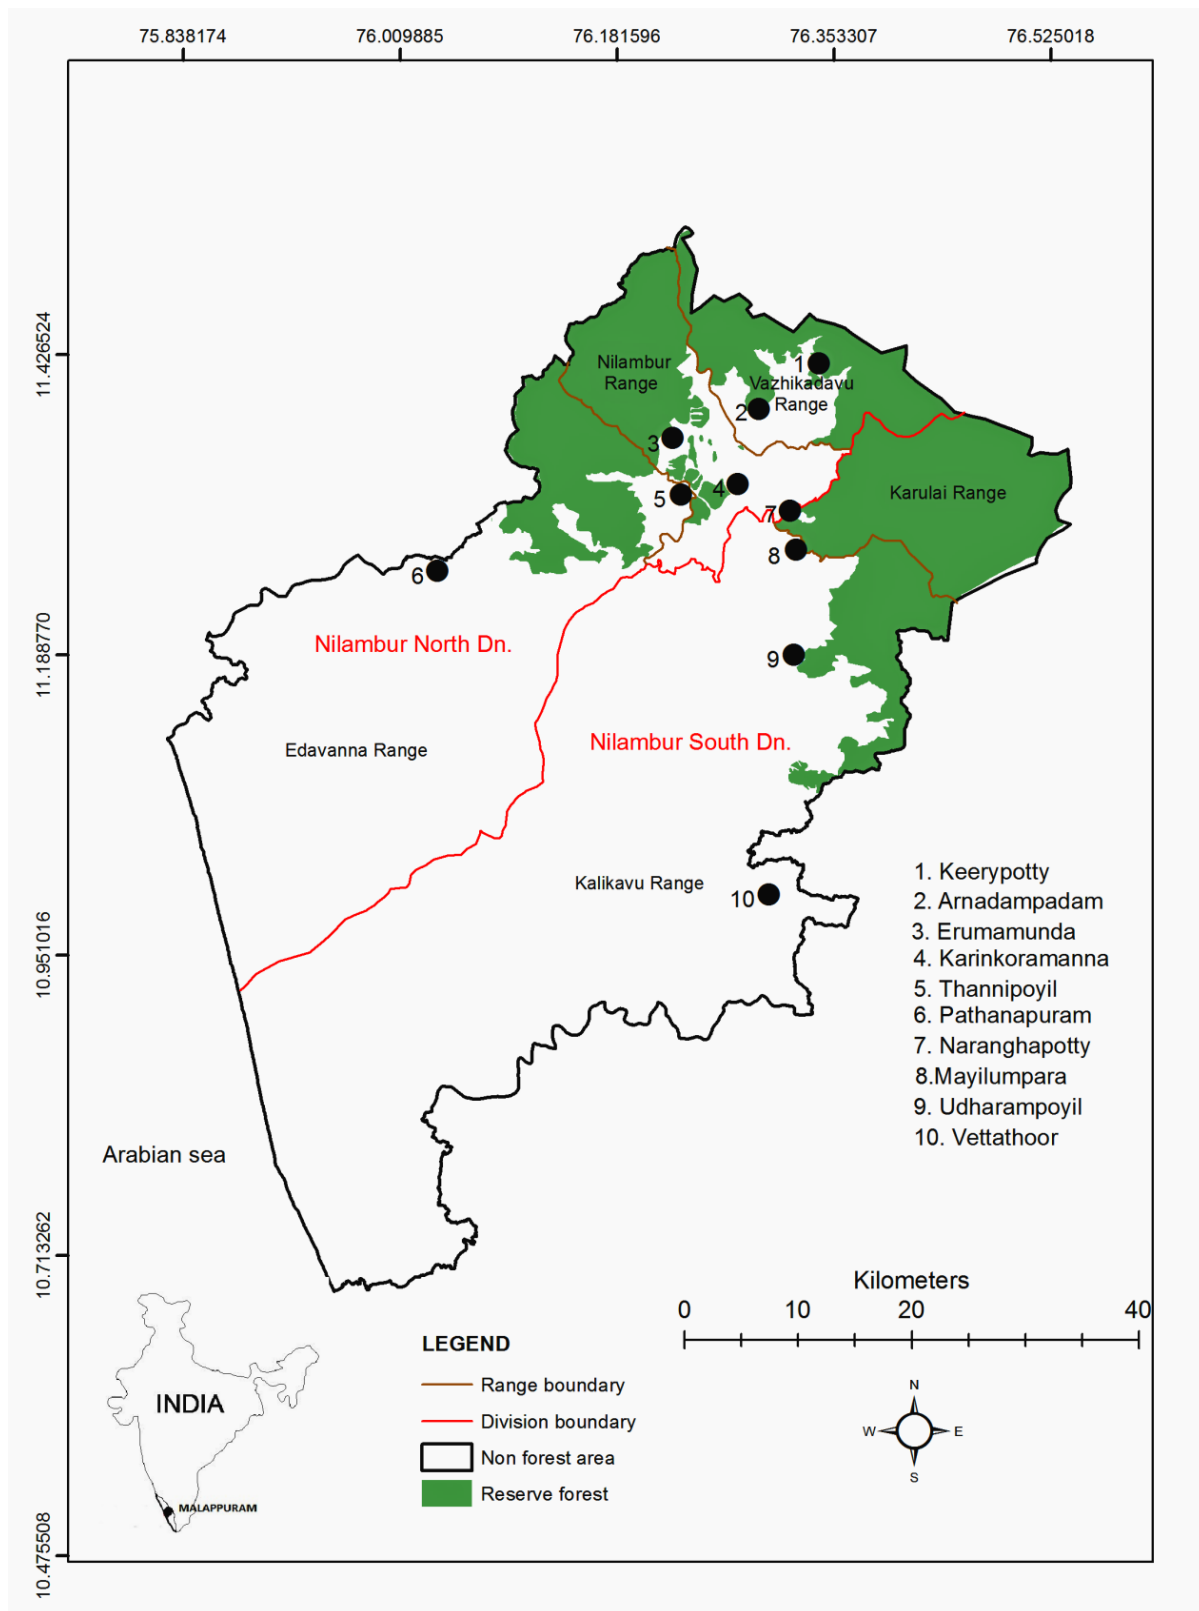 75.838174
76.009885
76.181596
76.353307
76.525018
11.426524
11.188770
10.951016
10.713262
10.475508
Nilambur
Range
1
Vazhikadavu
Range
2
3
4
5
Karulai Range
7
8
6
Nilambur North Dn.
9
Edavanna Range
Nilambur South Dn.
Kalikavu Range
10
1. Keerypotty
2. Arnadampadam
3. Erumamunda
4. Karinkoramanna
5. Thannipoyil
6. Pathanapuram
7. Naranghapotty
8.Mayilumpara
9. Udharampoyil
10. Vettathoor
Arabian sea
Kilometers
0 10 20 40
INDIA
MALAPPURAM
LEGEND
Range boundary
Division boundary
Non forest area
Reserve forest
N
W E
S